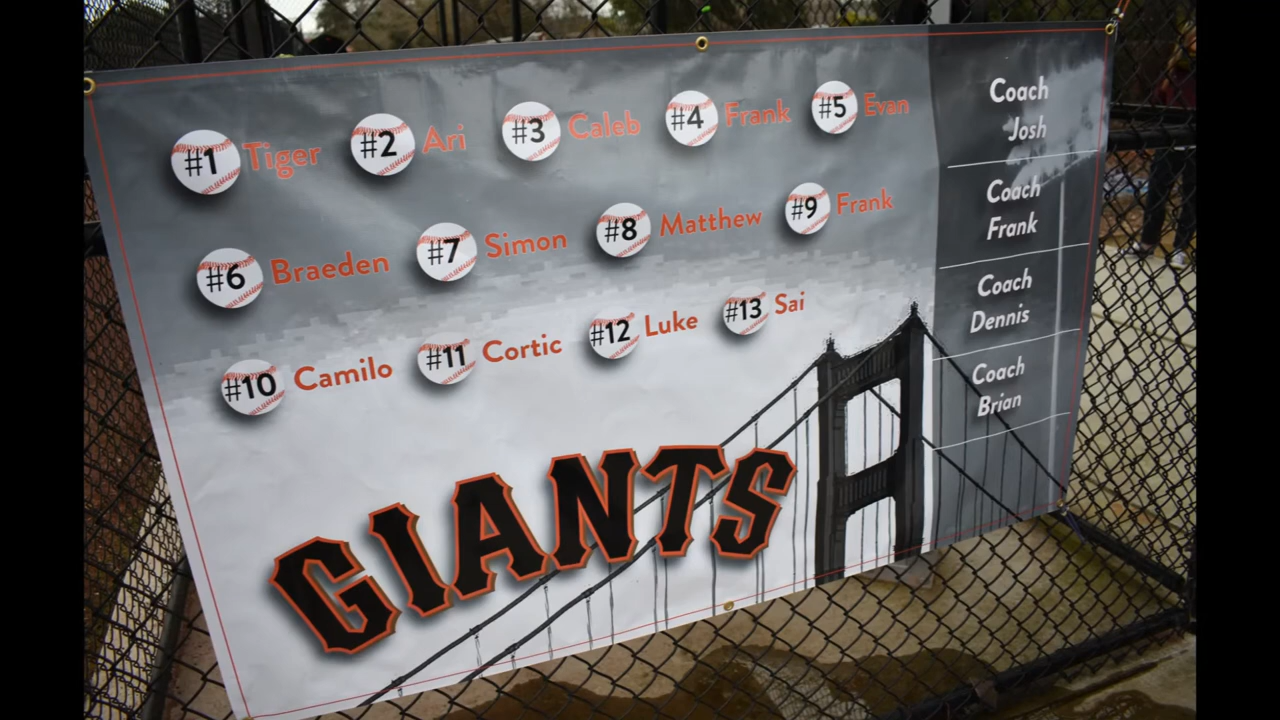 #1 Tiger #2 Ari #3 Caleb #4 Frank #5 Evan
#6 Braeden #7 Simon #8 Matthew #9 Frank
#10 Camilo #11 Cortic #12 Luke #13 Sai
GIANTS
Coach
Josh
Coach
Frank
Coach
Dennis
Coach
Brian